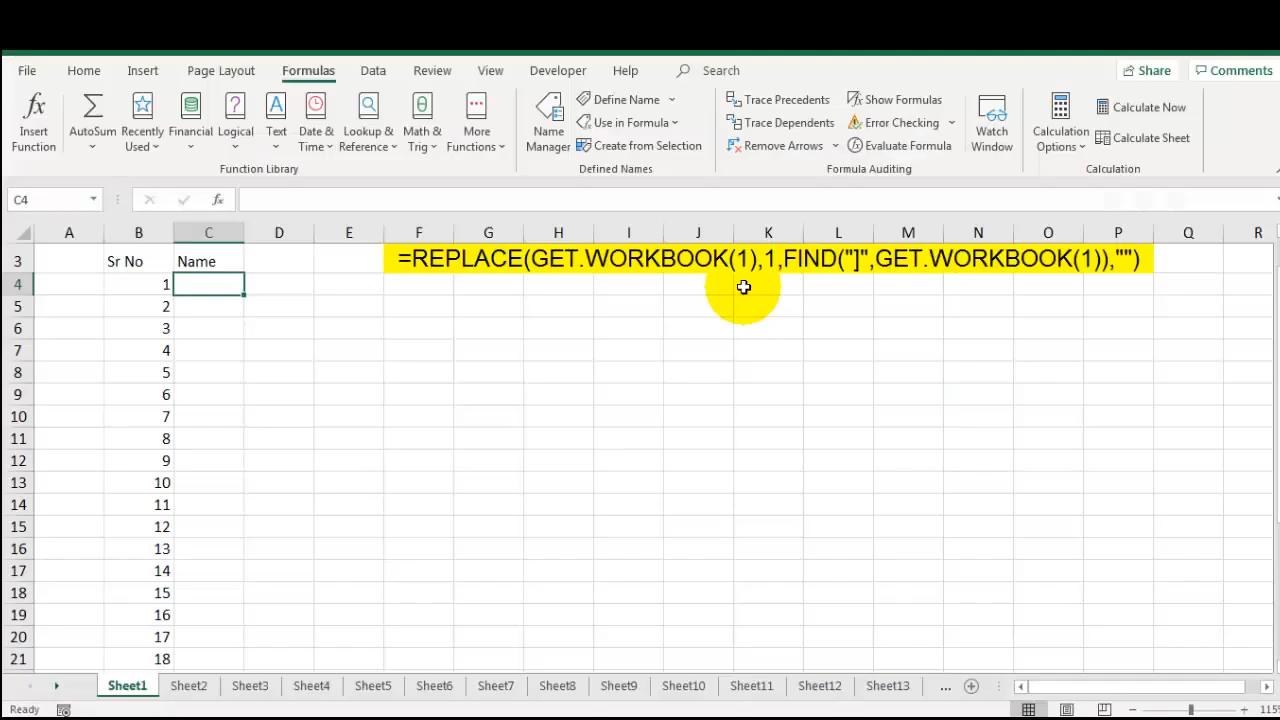 File Home Insert Page Layout Formulas Data Review View Developer Help Search Share Comments
Insert Function AutoSum Recently Used Financial Logical Text Date & Time Lookup & Reference Math & Trig More Functions
Function Library
Name Manager Define Name Use in Formula Create from Selection
Defined Names
Trace Precedents Trace Dependents Remove Arrows Show Formulas Error Checking Evaluate Formula Watch Window
Formula Auditing
Calculation Options Calculate Now Calculate Sheet
Calculation
C4 fx
A B C D E F G H I J K L M N O P Q R
3 Sr No Name =REPLACE(GET.WORKBOOK(1),1,FIND("]",GET.WORKBOOK(1)),"")
4 1
5 2
6 3
7 4
8 5
9 6
10 7
11 8
12 9
13 10
14 11
15 12
16 13
17 14
18 15
19 16
20 17
21 18
Sheet1 Sheet2 Sheet3 Sheet4 Sheet5 Sheet6 Sheet7 Sheet8 Sheet9 Sheet10 Sheet11 Sheet12 Sheet13 ...
Ready 115%